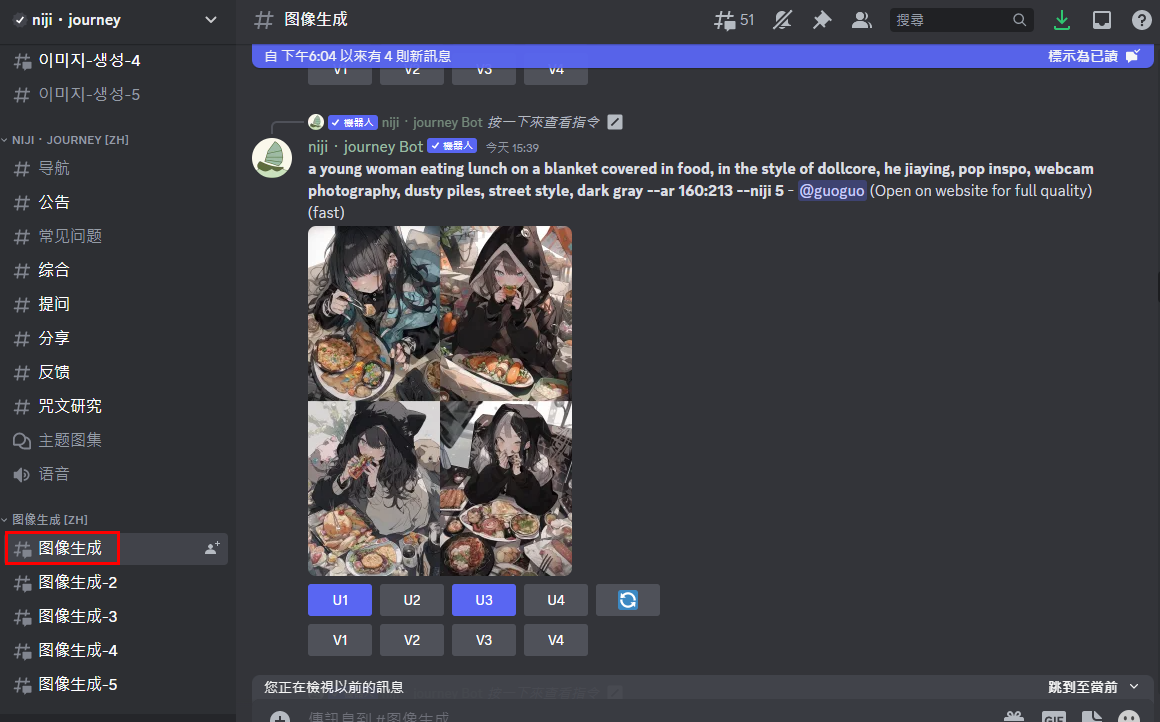 niji · journey
이미지-생성-4
이미지-생성-5
NIJI · JOURNEY [ZH]
导航
公告
常见问题
综合
提问
分享
反馈
咒文研究
主题图集
语音
图像生成 [ZH]
图像生成
图像生成-2
图像生成-3
图像生成-4
图像生成-5
图像生成
51
搜尋
自 下午6:04 以來有 4 則新訊息
標示為已讀
V1 V2 V3 V4
機器人 niji · journey Bot 按一下來查看指令
niji · journey Bot 機器人 今天 15:39
a young woman eating lunch on a blanket covered in food, in the style of dollcore, he jiaying, pop inspo, webcam
photography, dusty piles, street style, dark gray --ar 160:213 --niji 5 - @guoguo (Open on website for full quality)
(fast)
U1 U2 U3 U4
V1 V2 V3 V4
您正在檢視以前的訊息
跳到至當前
傳訊息到 #图像生成
GIF